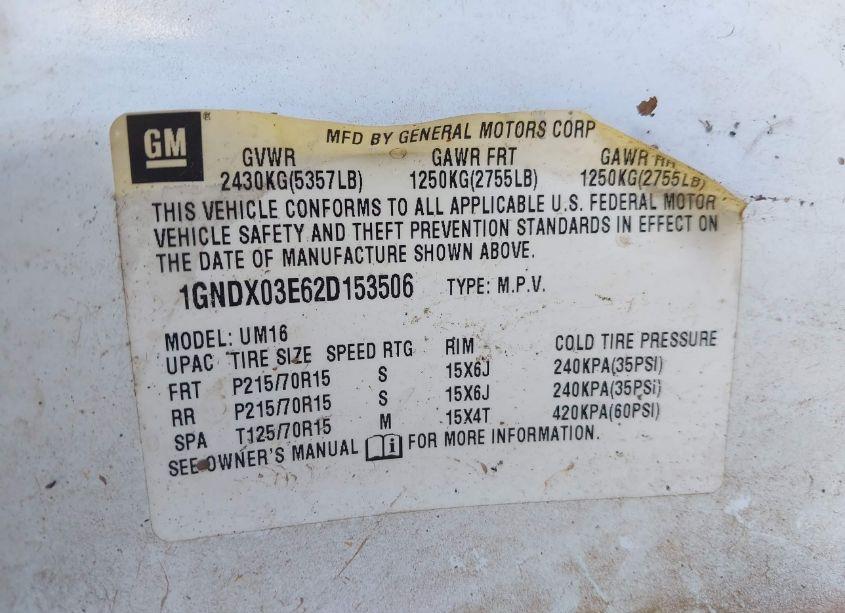 GM®
MFD BY GENERAL MOTORS CORP
GVWR GAWR FRT GAWR RR
2430KG(5357LB) 1250KG(2755LB) 1250KG(2755LB)
THIS VEHICLE CONFORMS TO ALL APPLICABLE U.S. FEDERAL MOTOR
VEHICLE SAFETY AND THEFT PREVENTION STANDARDS IN EFFECT ON
THE DATE OF MANUFACTURE SHOWN ABOVE.
1GNDX03E62D153506 TYPE: M.P.V.
MODEL: UM16
UPAC TIRE SIZE SPEED RTG RIM COLD TIRE PRESSURE
FRT P215/70R15 S 15X6J 240KPA(35PSI)
RR P215/70R15 S 15X6J 240KPA(35PSI)
SPA T125/70R15 M 15X4T 420KPA(60PSI)
SEE OWNER'S MANUAL i FOR MORE INFORMATION.